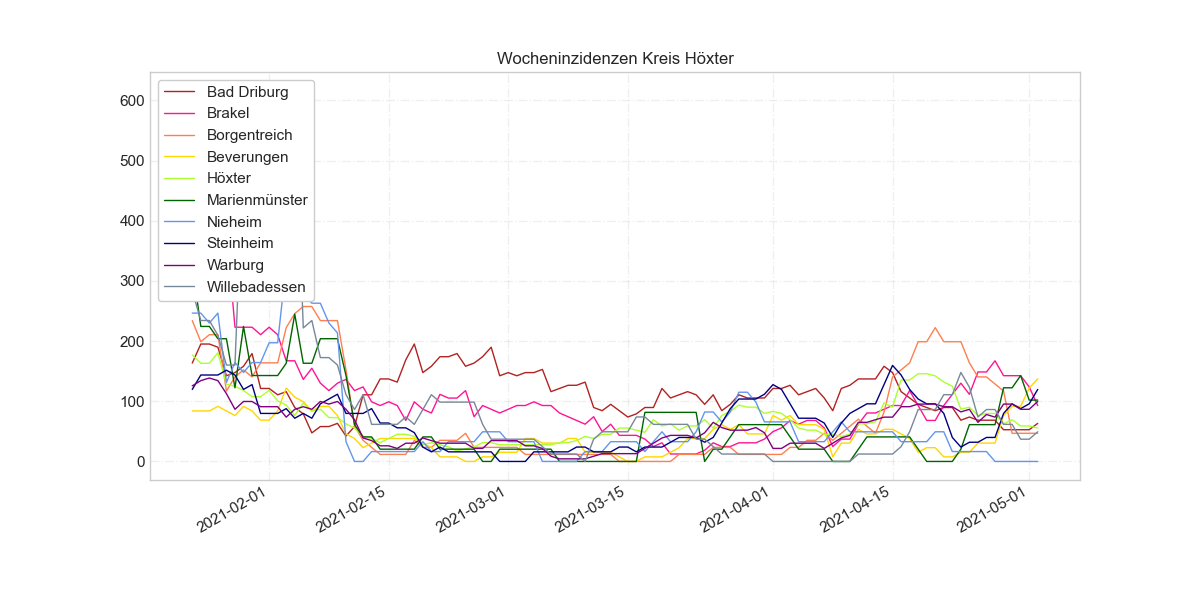 Wocheninzidenzen Kreis Höxter
600
500
400
300
200
100
0
Bad Driburg
Brakel
Borgentreich
Beverungen
Höxter
Marienmünster
Nieheim
Steinheim
Warburg
Willebadessen
2021-02-01
2021-02-15
2021-03-01
2021-03-15
2021-04-01
2021-04-15
2021-05-01